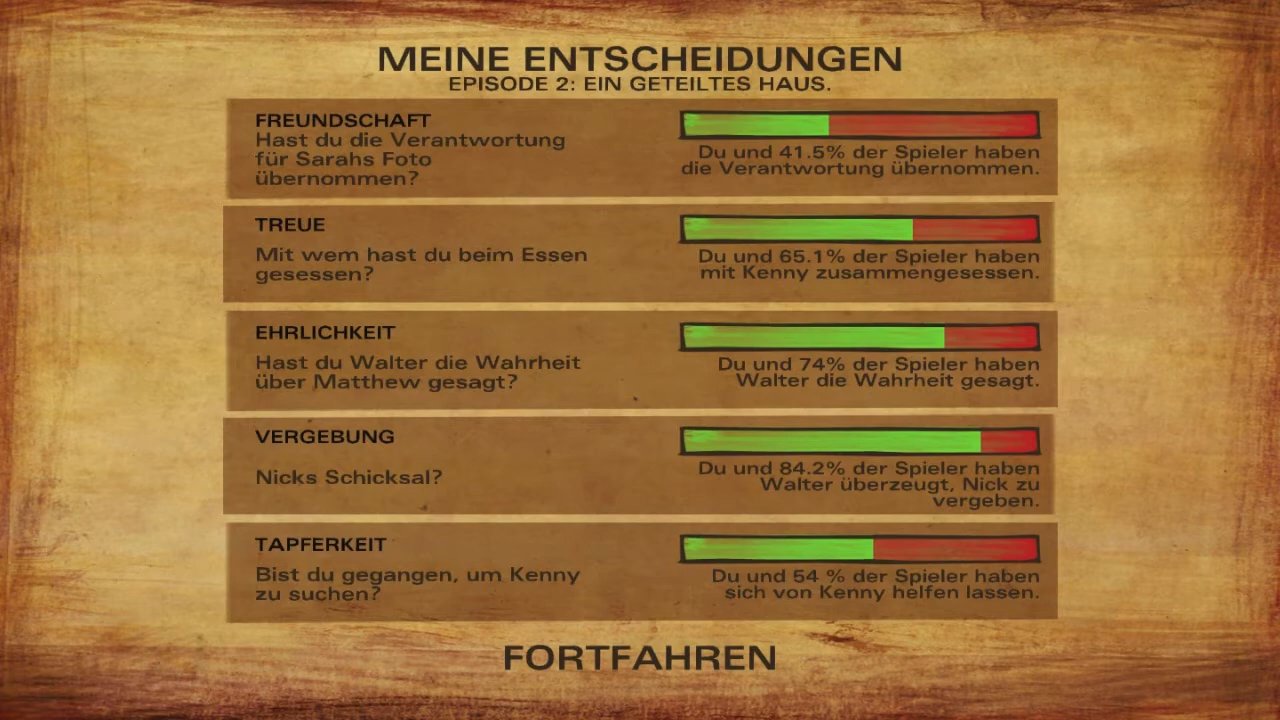 MEINE ENTSCHEIDUNGEN
EPISODE 2: EIN GETEILTES HAUS.
FREUNDSCHAFT
Hast du die Verantwortung
für Sarahs Foto
übernommen?
Du und 41.5% der Spieler haben
die Verantwortung übernommen.
TREUE
Mit wem hast du beim Essen
gesessen?
Du und 65.1% der Spieler haben
mit Kenny zusammengesessen.
EHRLICHKEIT
Hast du Walter die Wahrheit
über Matthew gesagt?
Du und 74% der Spieler haben
Walter die Wahrheit gesagt.
VERGEBUNG
Nicks Schicksal?
Du und 84.2% der Spieler haben
Walter überzeugt, Nick zu
vergeben.
TAPFERKEIT
Bist du gegangen, um Kenny
zu suchen?
Du und 54 % der Spieler haben
sich von Kenny helfen lassen.
FORTFAHREN